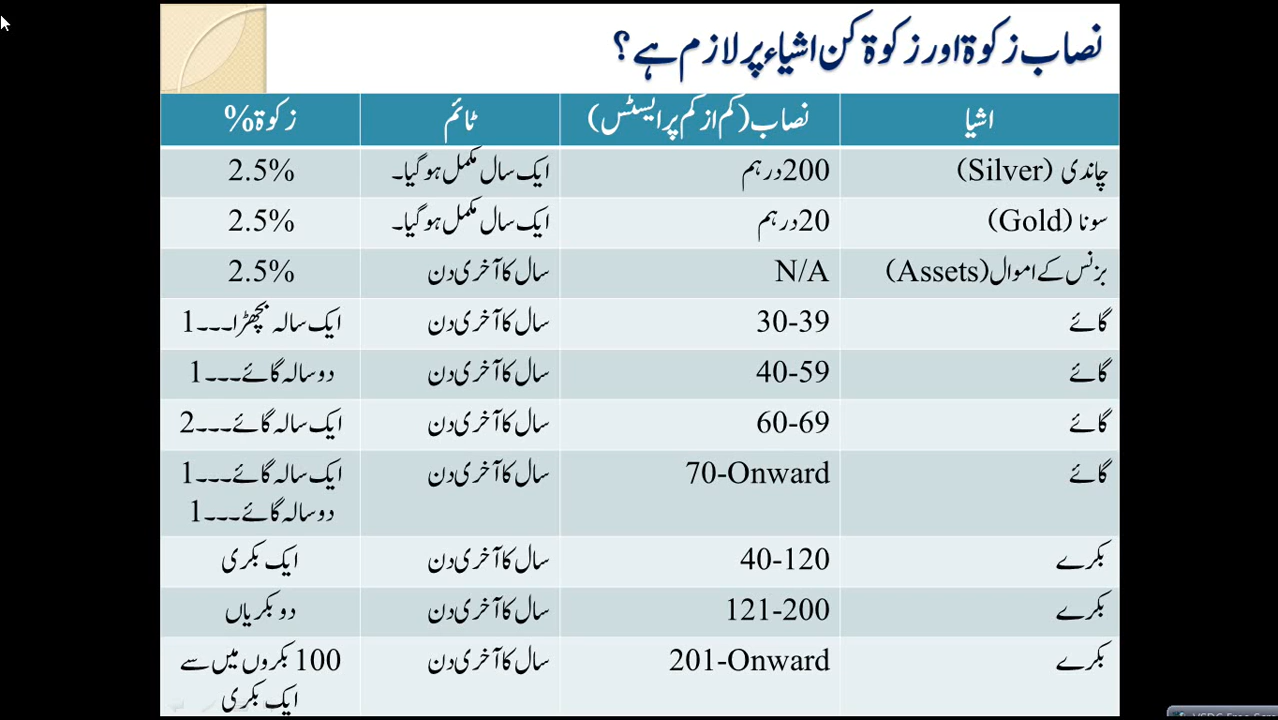 نصاب زکوۃ اور زکوۃ کن اشیاء پر لازم ہے؟
اشیا نصاب (کم از کم پر ایسٹس) ٹائم زکوۃ %
چاندی (Silver) 200درہم ایک سال مکمل ہو گیا۔ 2.5%
سونا (Gold) 20درہم ایک سال مکمل ہو گیا۔ 2.5%
بزنس کے اموال(Assets) N/A سال کا آخری دن 2.5%
گائے 30-39 سال کا آخری دن ایک سالہ بچھڑا۔۔۔1
گائے 40-59 سال کا آخری دن دو سالہ گائے۔۔۔1
گائے 60-69 سال کا آخری دن ایک سالہ گائے۔۔۔2
گائے 70-Onward سال کا آخری دن ایک سالہ گائے۔۔۔1
دو سالہ گائے۔۔۔1
بکرے 40-120 سال کا آخری دن ایک بکری
بکرے 121-200 سال کا آخری دن دو بکریاں
بکرے 201-Onward سال کا آخری دن 100 بکروں میں سے
ایک بکری